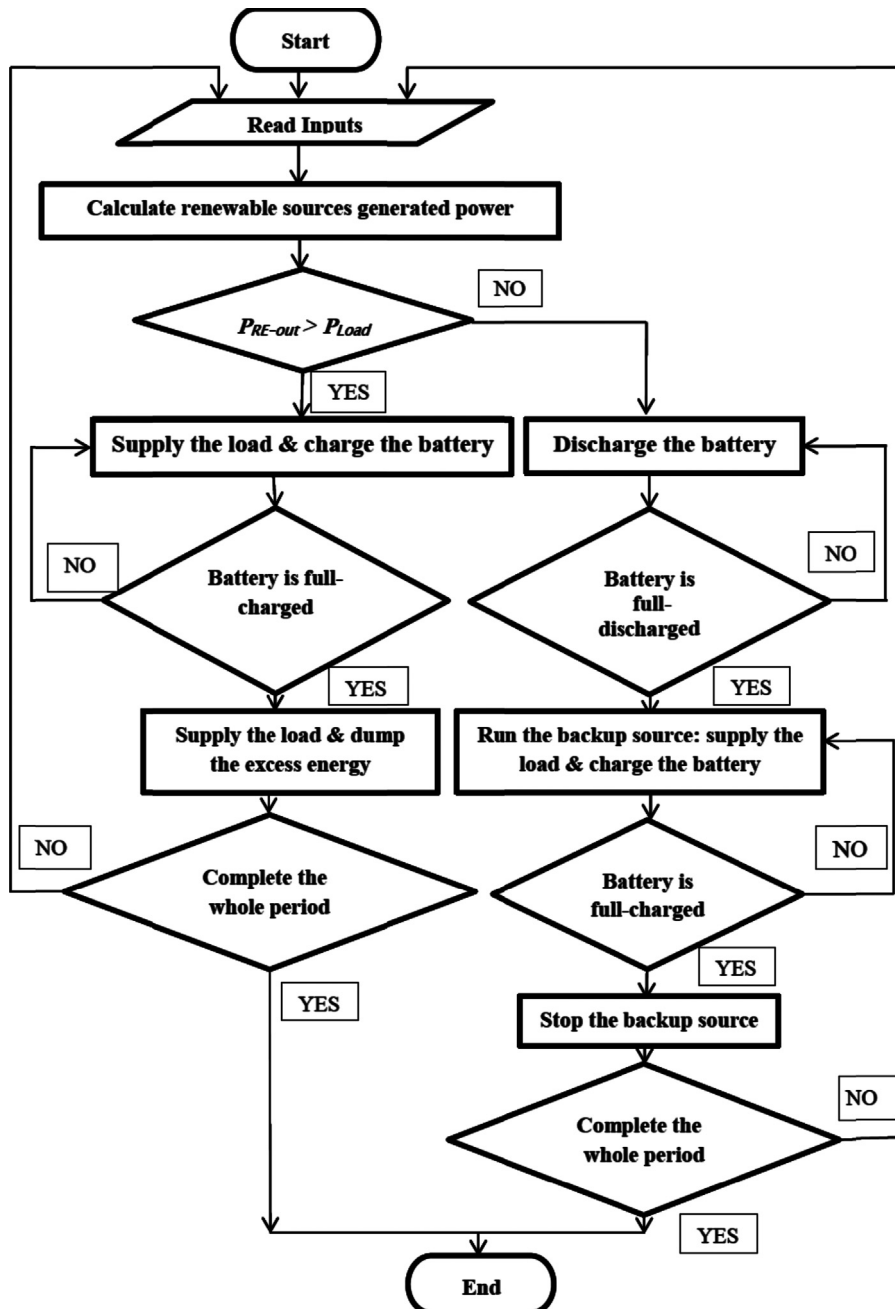 Start
Read Inputs
Calculate renewable sources generated power
NO
P_RE-out > P_Load
YES
Supply the load & charge the battery
Discharge the battery
NO
Battery is full-
charged
NO
Battery is
full-
discharged
YES
YES
Supply the load & dump
the excess energy
Run the backup source: supply the
load & charge the battery
NO
Complete the
whole period
NO
Battery is
full-charged
YES
YES
Stop the backup source
NO
Complete the
whole period
YES
End